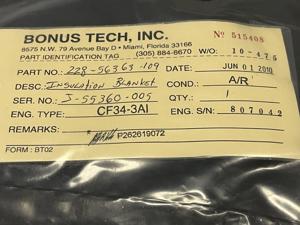 BONUS TECH, INC.
Nº 515408
8575 N.W. 79 Avenue Bay D • Miami, Florida 33166
PART IDENTIFICATION TAG (305) 884-8670 W/O: 10-475
PART NO.: 228-56363-109 DATE: JUN 01 2010
DESC: INSULATION BLANKET COND: A/R
SER. NO.: J-55360-005 QTY: 1
ENG. TYPE: CF34-3AI ENG. S/N: 807042
REMARKS: P262619072
FORM: BT02